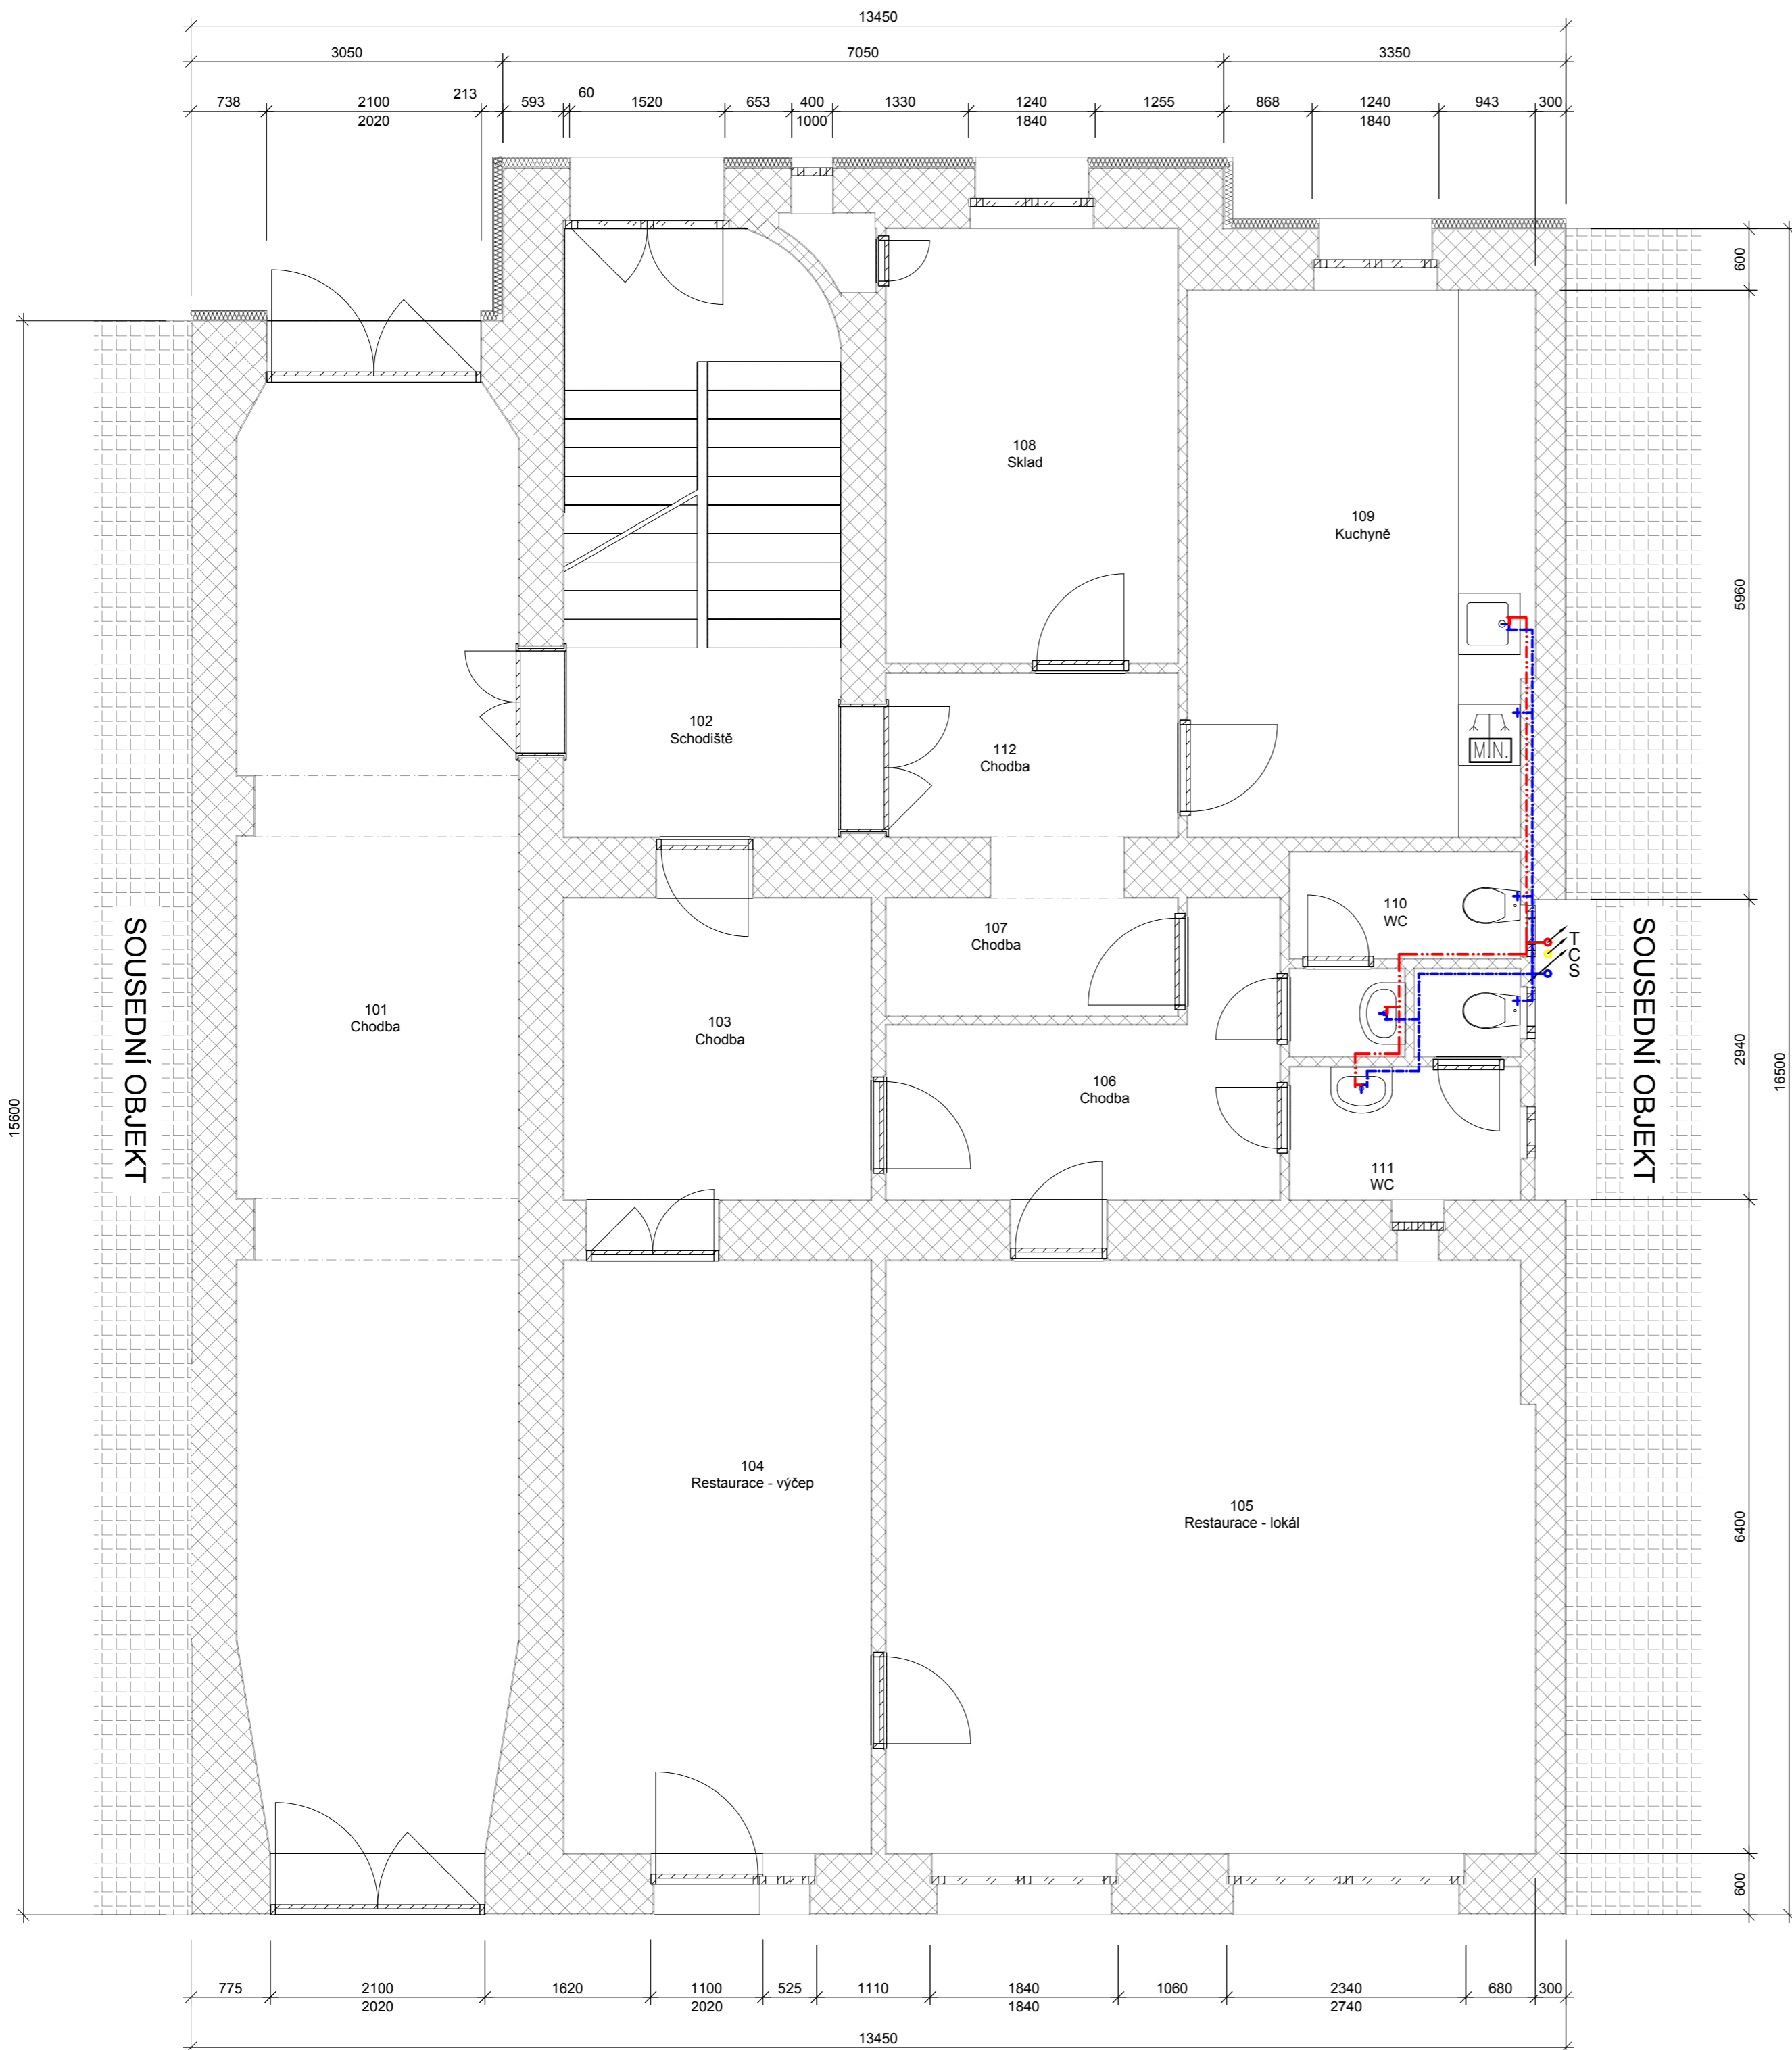 13450
3050 7050 3350
738 2100 213 593 60 1520 653 400 1330 1240 1255 868 1240 943 300
2020 1000 1840 1840
600
108
Sklad
109
Kuchyně
5960
102
Schodiště
112
Chodba
MIN.
110
WC
107
Chodba
T
C
S
SOUSEDNÍ OBJEKT
SOUSEDNÍ OBJEKT
101
Chodba
103
Chodba
106
Chodba
2940
16500
15600
111
WC
104
Restaurace - výčep
105
Restaurace - lokál
6400
600
775 2100 1620 1100 525 1110 1840 1060 2340 680 300
2020 2020 1840 2740
13450